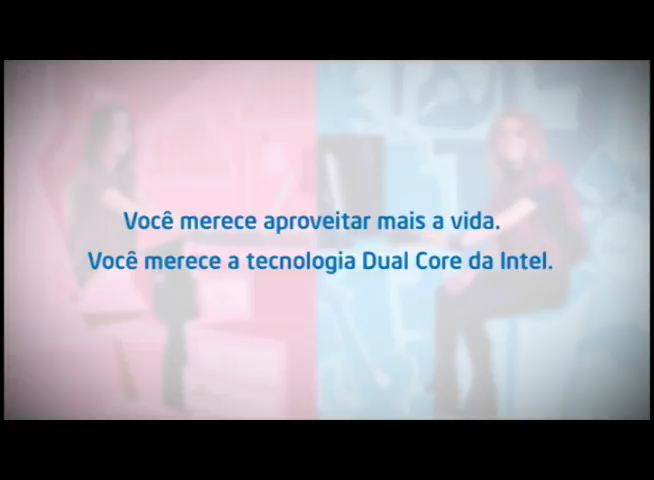 Você merece aproveitar mais a vida.
Você merece a tecnologia Dual Core da Intel.